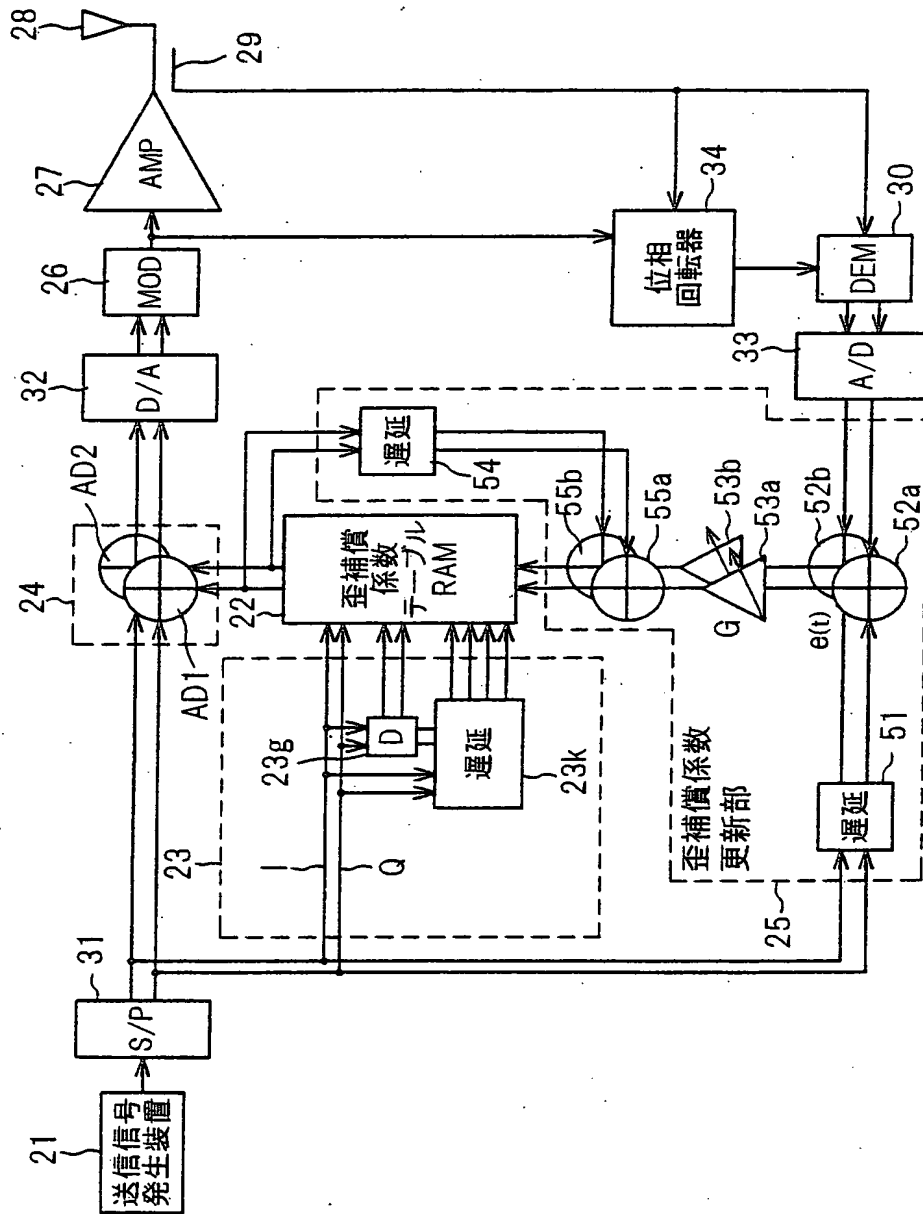 21
送信信号
発生装置
31
S/P
24
AD2
AD1
32
D/A
26
MOD
27
AMP
28
29
23
I
Q
23g
D
遅延
23k
22
歪補償
係数
テーブル
RAM
遅延
54
34
位相
回転器
55b
55a
53b
53a
G
52b
52a
e(t)
33
A/D
30
DEM
25
歪補償係数
更新部
51
遅延